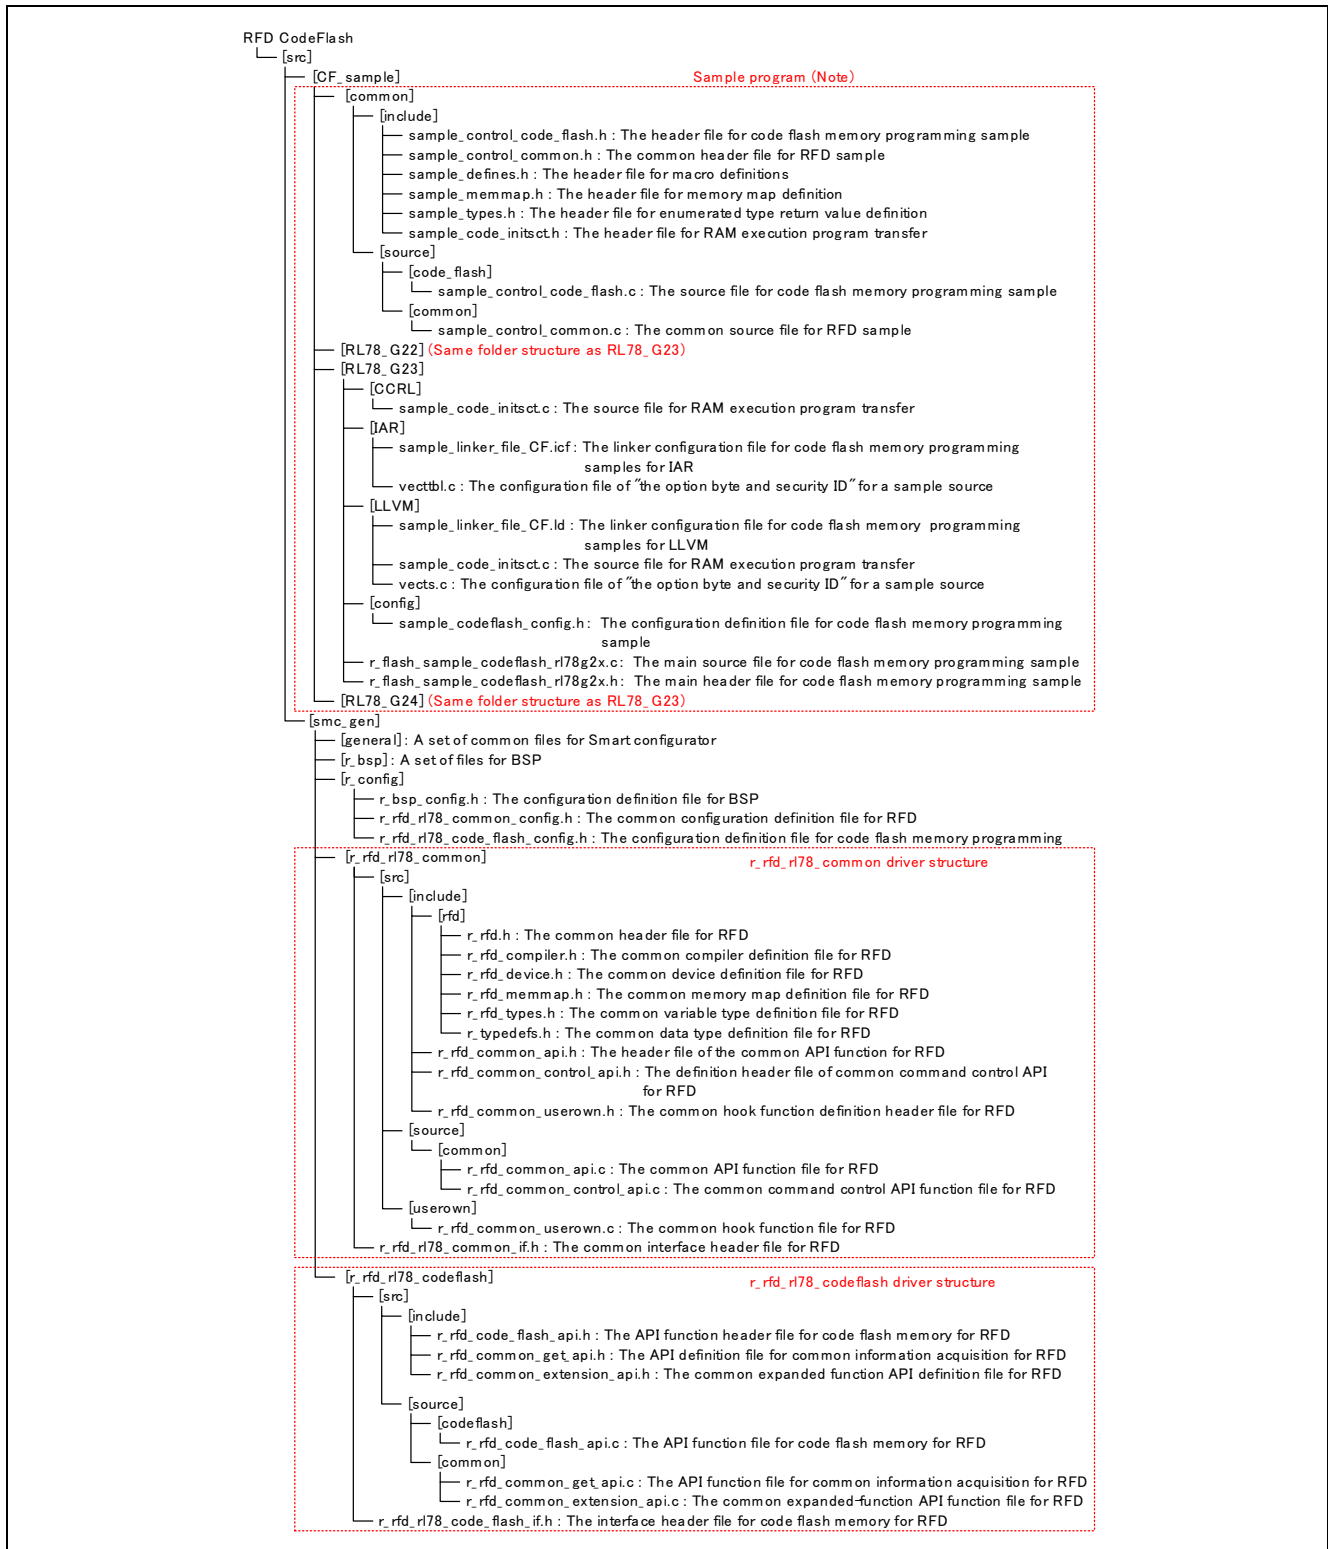 RFD CodeFlash
[src]
[CF_sample] Sample program (Note)
[common]
[include]
sample_control_code_flash.h : The header file for code flash memory programming sample
sample_control_common.h : The common header file for RFD sample
sample_defines.h : The header file for macro definitions
sample_memmap.h : The header file for memory map definition
sample_types.h : The header file for enumerated type return value definition
sample_code_initsct.h : The header file for RAM execution program transfer
[source]
[code_flash]
sample_control_code_flash.c : The source file for code flash memory programming sample
[common]
sample_control_common.c : The common source file for RFD sample
[RL78_G22] (Same folder structure as RL78_G23)
[RL78_G23]
[CCRL]
sample_code_initsct.c : The source file for RAM execution program transfer
[IAR]
sample_linker_file_CF.icf : The linker configuration file for code flash memory programming
samples for IAR
vecttbl.c : The configuration file of "the option byte and security ID" for a sample source
[LLVM]
sample_linker_file_CF.ld : The linker configuration file for code flash memory programming
samples for LLVM
sample_code_initsct.c : The source file for RAM execution program transfer
vects.c : The configuration file of "the option byte and security ID" for a sample source
[config]
sample_codeflash_config.h: The configuration definition file for code flash memory programming
sample
r_flash_sample_codeflash_rl78g2x.c: The main source file for code flash memory programming sample
r_flash_sample_codeflash_rl78g2x.h: The main header file for code flash memory programming sample
[RL78_G24] (Same folder structure as RL78_G23)
[smc_gen]
[general] : A set of common files for Smart configurator
[r_bsp] : A set of files for BSP
[r_config]
r_bsp_config.h : The configuration definition file for BSP
r_rfd_rl78_common_config.h : The common configuration definition file for RFD
r_rfd_rl78_code_flash_config.h : The configuration definition file for code flash memory programming
[r_rfd_rl78_common] r_rfd_rl78_common driver structure
[src]
[include]
[rfd]
r_rfd.h : The common header file for RFD
r_rfd_compiler.h : The common compiler definition file for RFD
r_rfd_device.h : The common device definition file for RFD
r_rfd_memmap.h : The common memory map definition file for RFD
r_rfd_types.h : The common variable type definition file for RFD
r_typedefs.h : The common data type definition file for RFD
r_rfd_common_api.h : The header file of the common API function for RFD
r_rfd_common_control_api.h : The definition header file of common command control API
for RFD
r_rfd_common_userown.h : The common hook function definition header file for RFD
[source]
[common]
r_rfd_common_api.c : The common API function file for RFD
r_rfd_common_control_api.c : The common command control API function file for RFD
[userown]
r_rfd_common_userown.c : The common hook function file for RFD
r_rfd_rl78_common_if.h : The common interface header file for RFD
[r_rfd_rl78_codeflash] r_rfd_rl78_codeflash driver structure
[src]
[include]
r_rfd_code_flash_api.h : The API function header file for code flash memory for RFD
r_rfd_common_get_api.h : The API definition file for common information acquisition for RFD
r_rfd_common_extension_api.h : The common expanded function API definition file for RFD
[source]
[codeflash]
r_rfd_code_flash_api.c : The API function file for code flash memory for RFD
[common]
r_rfd_common_get_api.c : The API function file for common information acquisition for RFD
r_rfd_common_extension_api.c : The common expanded-function API function file for RFD
r_rfd_rl78_code_flash_if.h : The interface header file for code flash memory for RFD